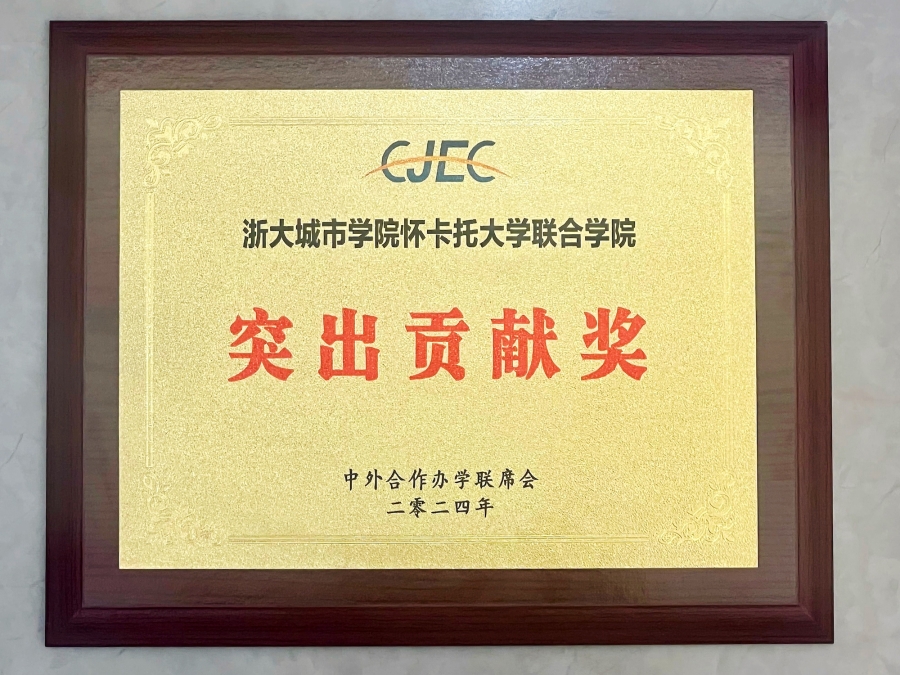 CJEC
浙大城市学院怀卡托大学联合学院
突出贡献奖
中外合作办学联席会
二零二四年